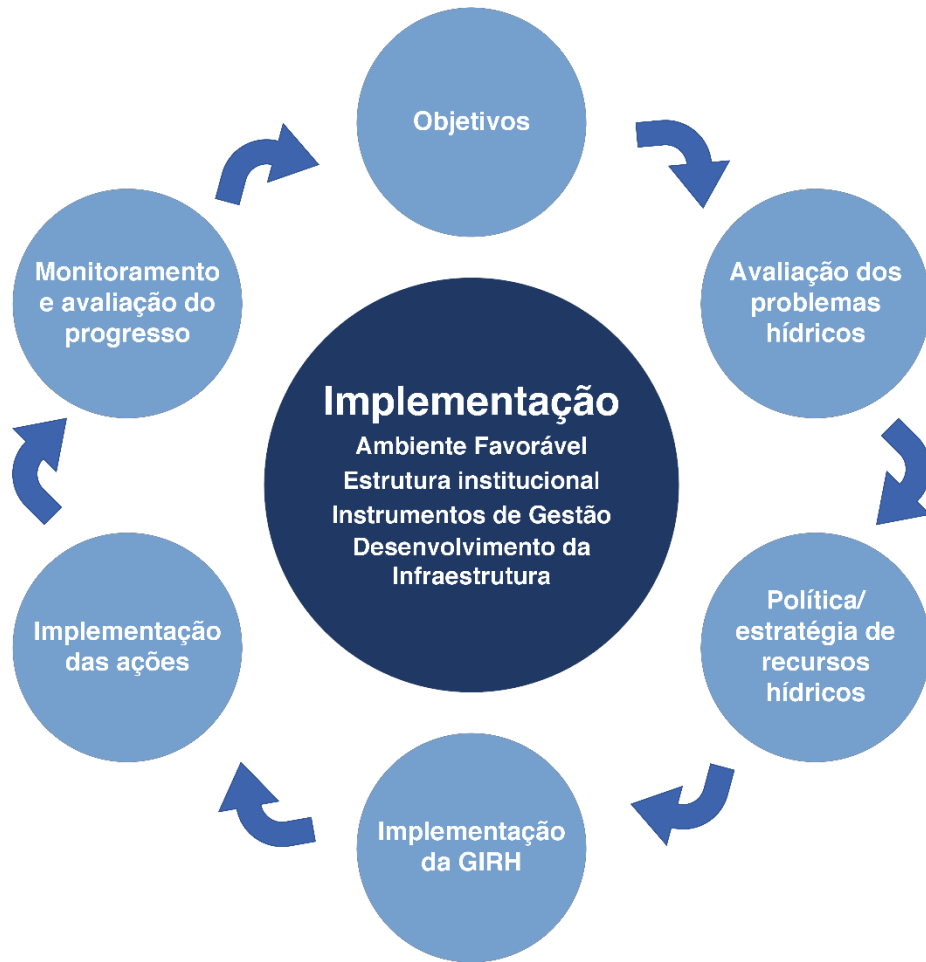 Objetivos
Avaliação dos
problemas
hídricos
Política/
estratégia de
recursos
hídricos
Implementação
da GIRH
Implementação
das ações
Monitoramento
e avaliação do
progresso
Implementação
Ambiente Favorável
Estrutura institucional
Instrumentos de Gestão
Desenvolvimento da
Infraestrutura